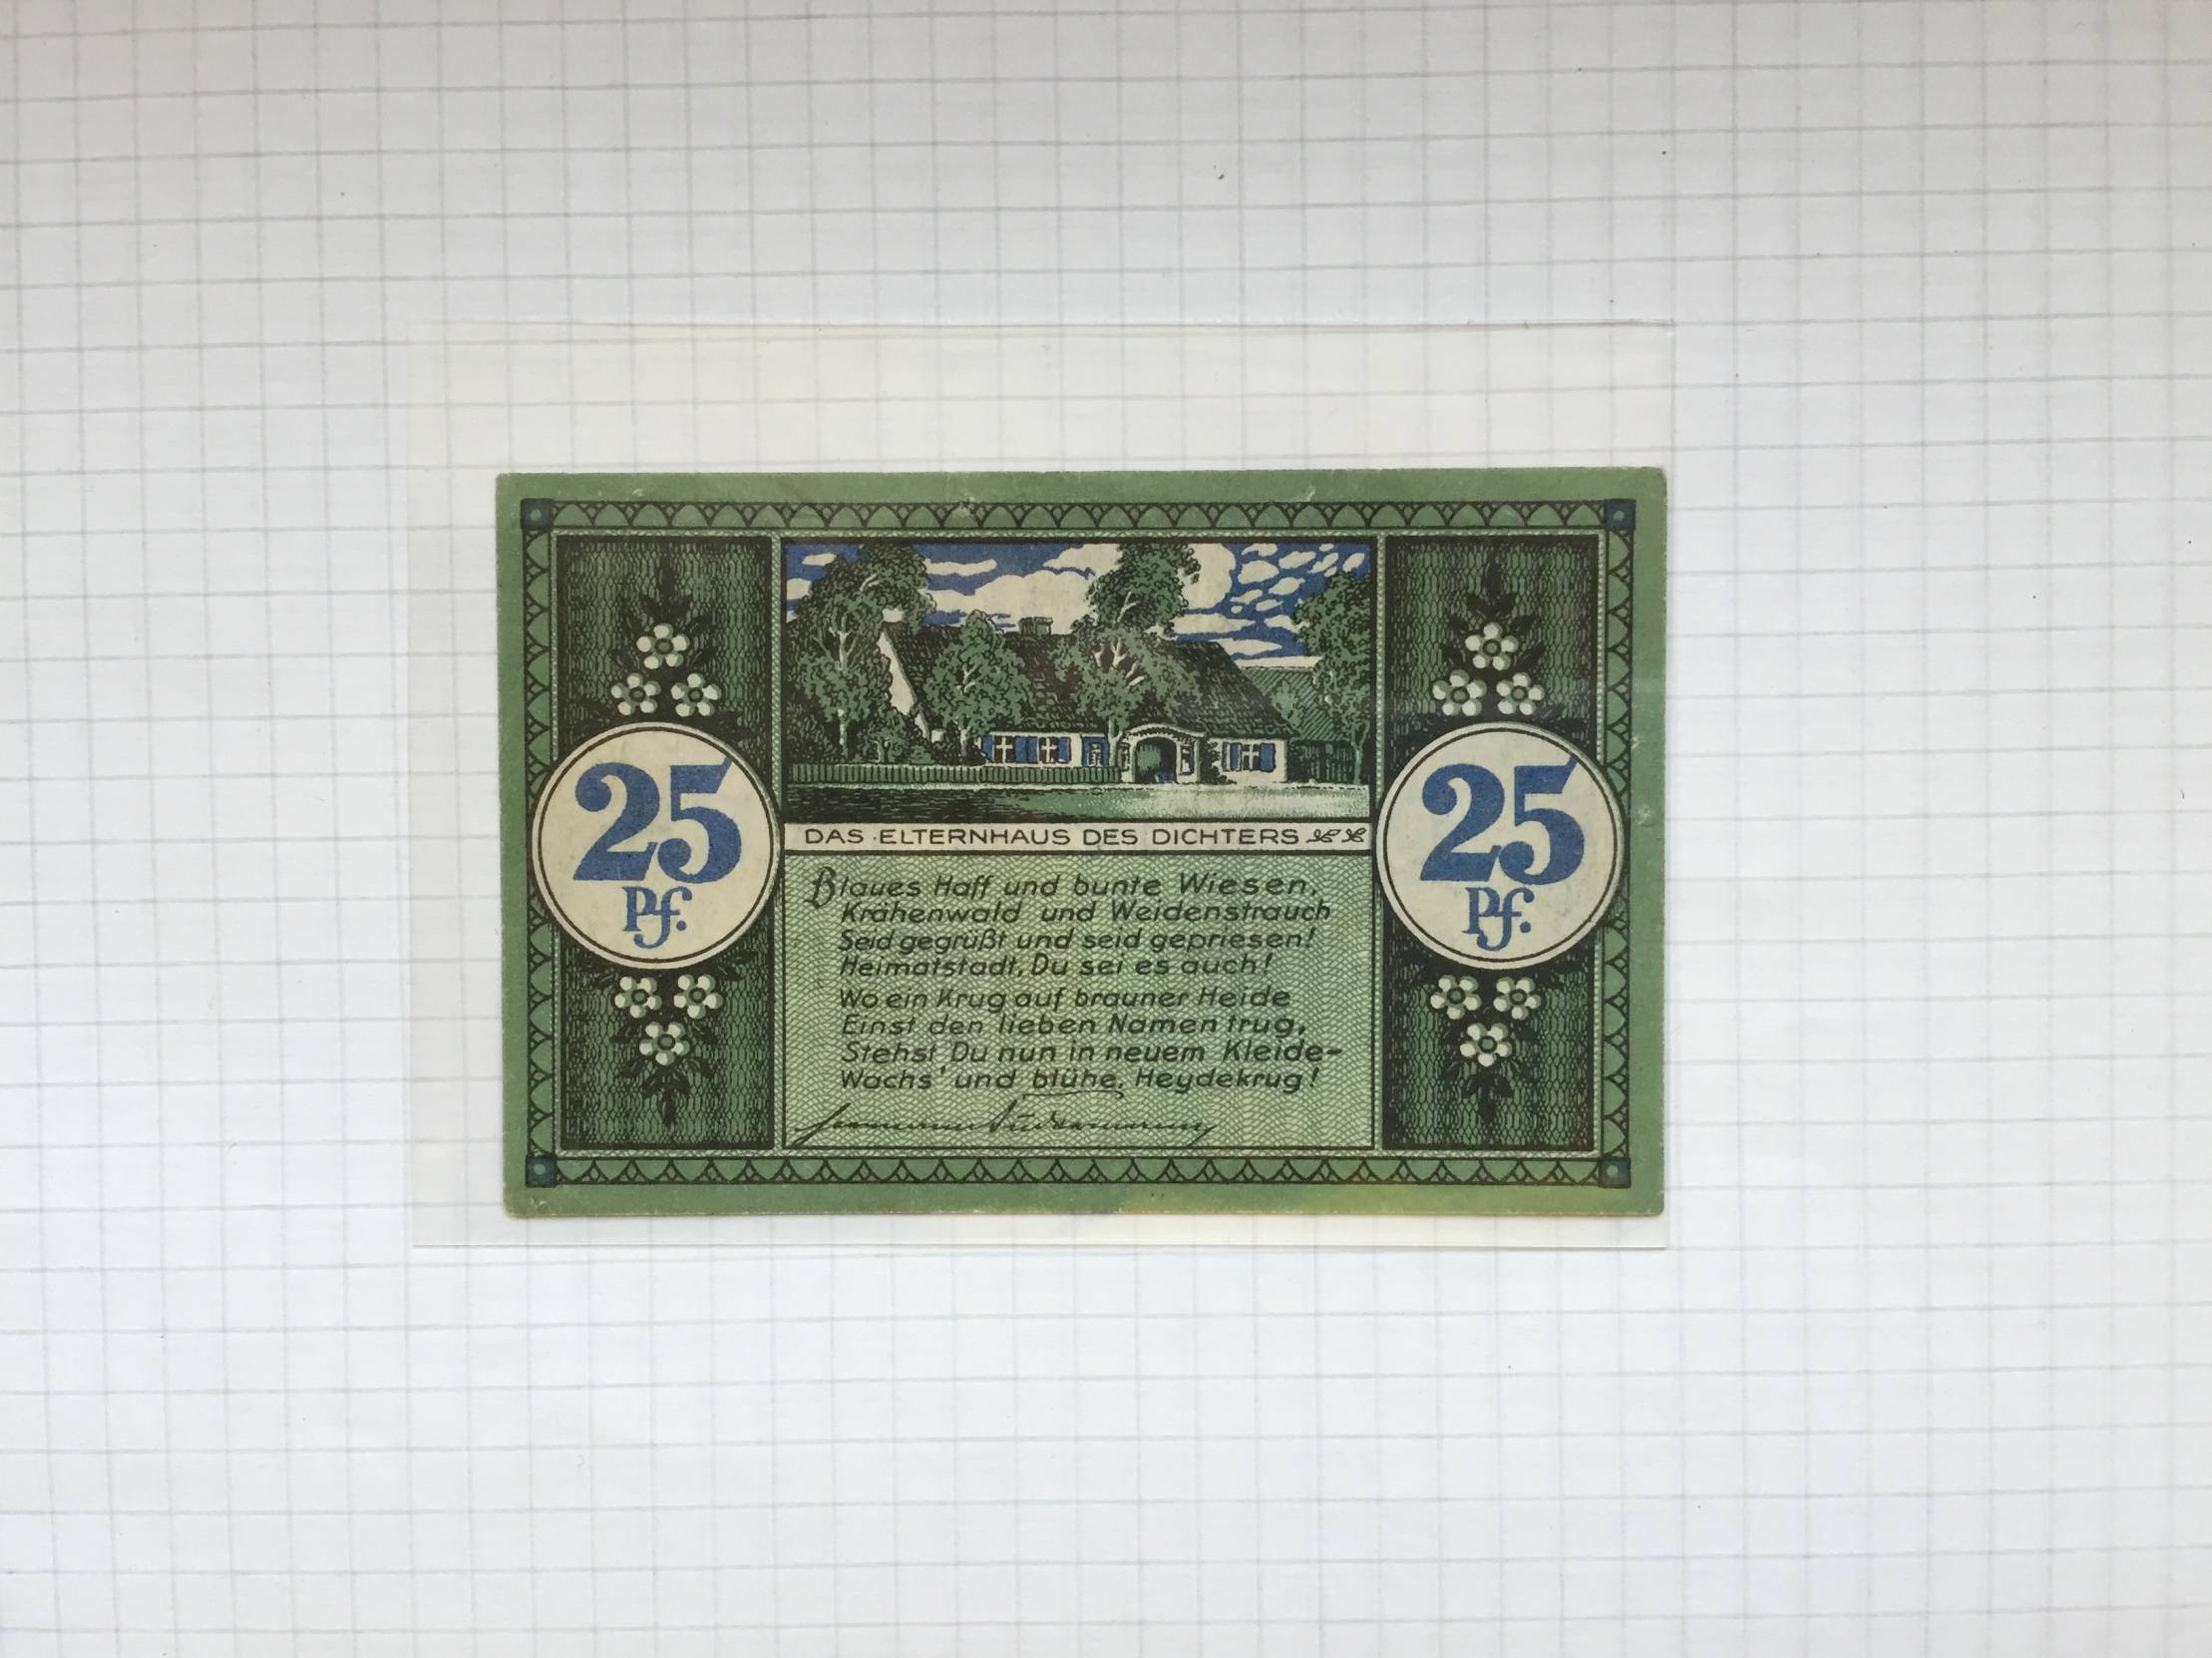 25
Pf.
DAS ELTERNHAUS DES DICHTERS
Blaues Haff und bunte Wiesen,
Krähenwald und Weidenstrauch
Seid gegrüßt und seid gepriesen!
Heimatstadt, Du sei es auch!
Wo ein Krug auf brauner Heide
Einst den lieben Namen trug,
Stehst Du nun in neuem Kleide-
Wachs' und blühe, Heydekrug!
Hermann Sudermann
25
Pf.